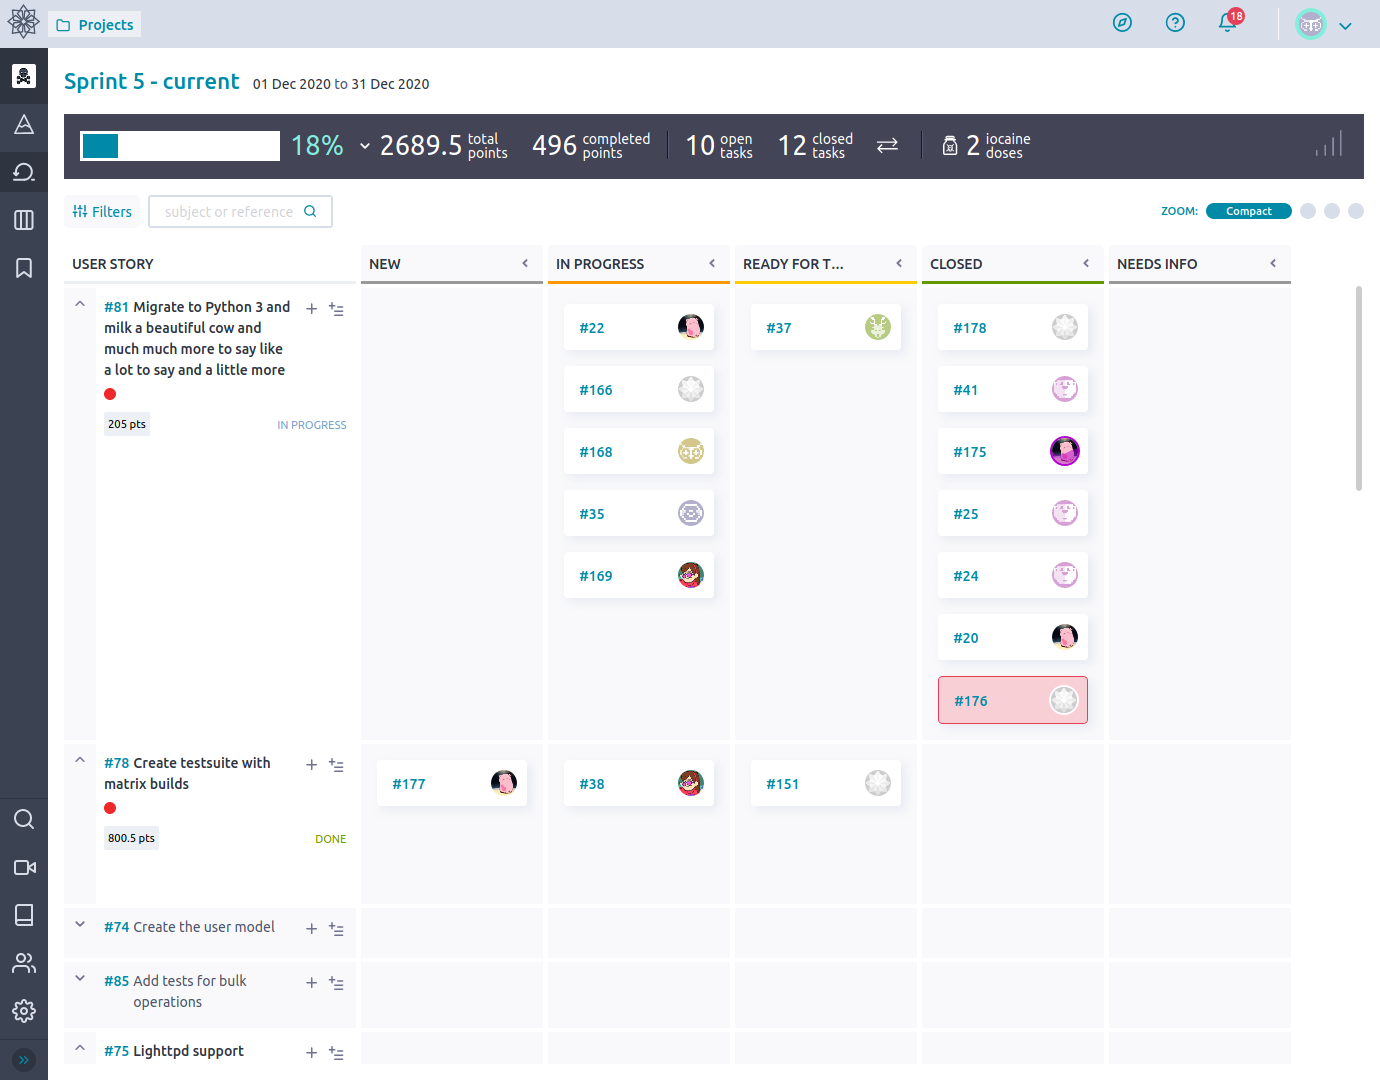 Projects
18
Sprint 5 - current 01 Dec 2020 to 31 Dec 2020
18% 2689.5 total points 496 completed points 10 open tasks 12 closed tasks 2 iocaine doses
Filters subject or reference ZOOM: Compact
USER STORY NEW IN PROGRESS READY FOR T... CLOSED NEEDS INFO
#81 Migrate to Python 3 and
milk a beautiful cow and
much much more to say like
a lot to say and a little more
205 pts IN PROGRESS
#22 #37 #178
#166 #41
#168 #175
#35 #25
#169 #24
#20
#176
#78 Create testsuite with
matrix builds
800.5 pts DONE
#177 #38 #151
#74 Create the user model
#85 Add tests for bulk
operations
#75 Lighttpd support